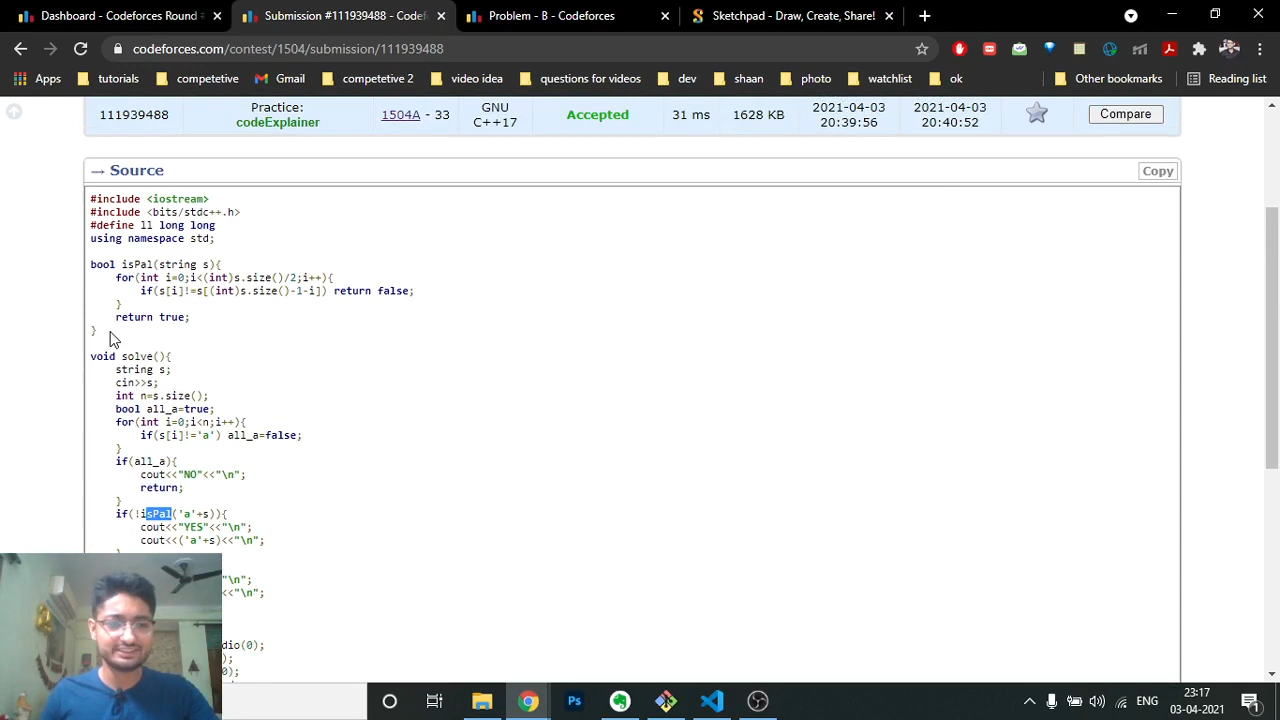 Dashboard - Codeforces Round
Submission #111939488 - Codef
Problem - B - Codeforces
Sketchpad - Draw, Create, Share!
codeforces.com/contest/1504/submission/111939488
Apps
tutorials
competetive
Gmail
competetive 2
video idea
questions for videos
dev
shaan
photo
watchlist
ok
Other bookmarks
Reading list
111939488
Practice:
codeExplainer
1504A - 33
GNU
C++17
Accepted
31 ms
1628 KB
2021-04-03
20:39:56
2021-04-03
20:40:52
Compare
→ Source
Copy
#include <iostream>
#include <bits/stdc++.h>
#define ll long long
using namespace std;
bool isPal(string s){
for(int i=0;i<(int)s.size()/2;i++){
if(s[i]!=s[(int)s.size()-1-i]) return false;
}
return true;
}
void solve(){
string s;
cin>>s;
int n=s.size();
bool all_a=true;
for(int i=0;i<n;i++){
if(s[i]!='a') all_a=false;
}
if(all_a){
cout<<"NO"<<"\n";
return;
}
if(!isPal('a'+s)){
cout<<"YES"<<"\n";
cout<<('a'+s)<<"\n";
"\n";
<<"\n";
dio(0);
);
0);
ENG
23:17
03-04-2021